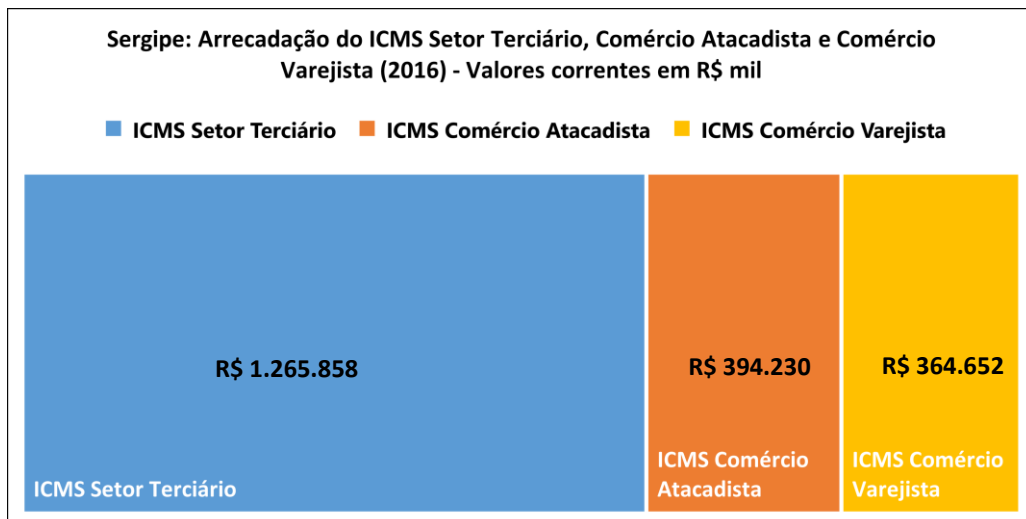 Sergipe: Arrecadação do ICMS Setor Terciário, Comércio Atacadista e Comércio
Varejista (2016) - Valores correntes em R$ mil
ICMS Setor Terciário ICMS Comércio Atacadista ICMS Comércio Varejista
R$ 1.265.858 R$ 394.230 R$ 364.652
ICMS Setor Terciário
ICMS Comércio
Atacadista
ICMS Comércio
Varejista